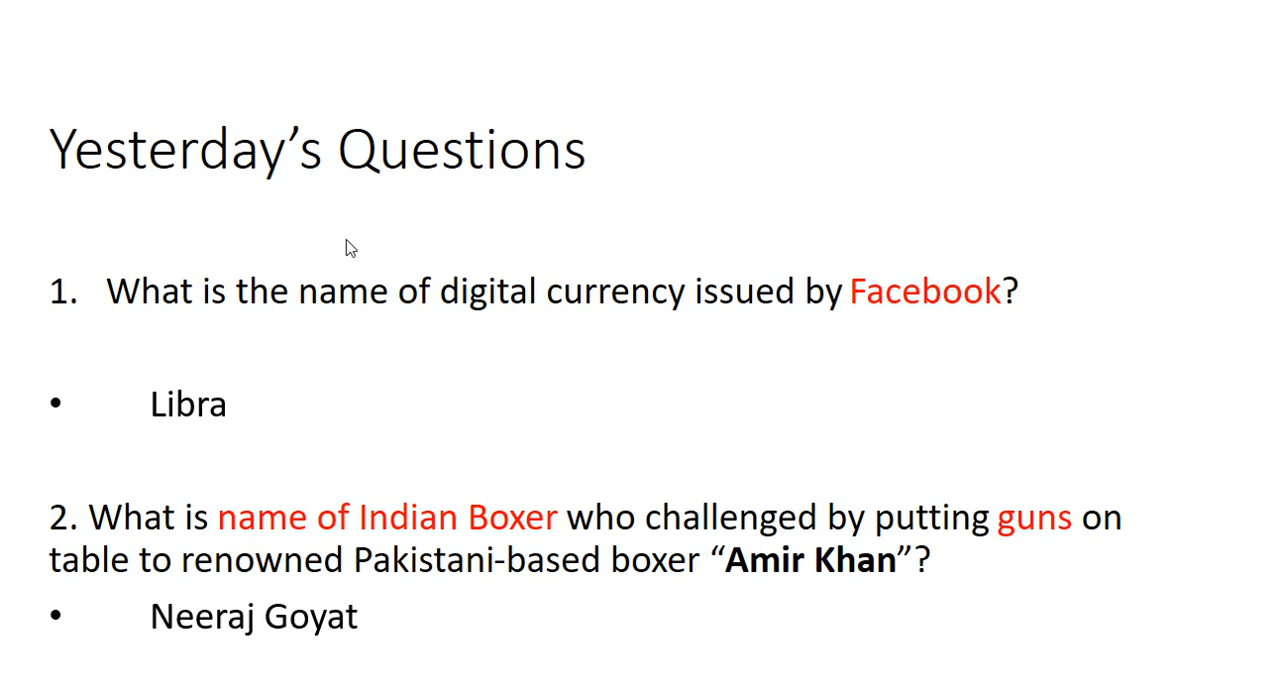 Yesterday’s Questions
1. What is the name of digital currency issued by Facebook?
• Libra
2. What is name of Indian Boxer who challenged by putting guns on
table to renowned Pakistani-based boxer “Amir Khan”?
• Neeraj Goyat